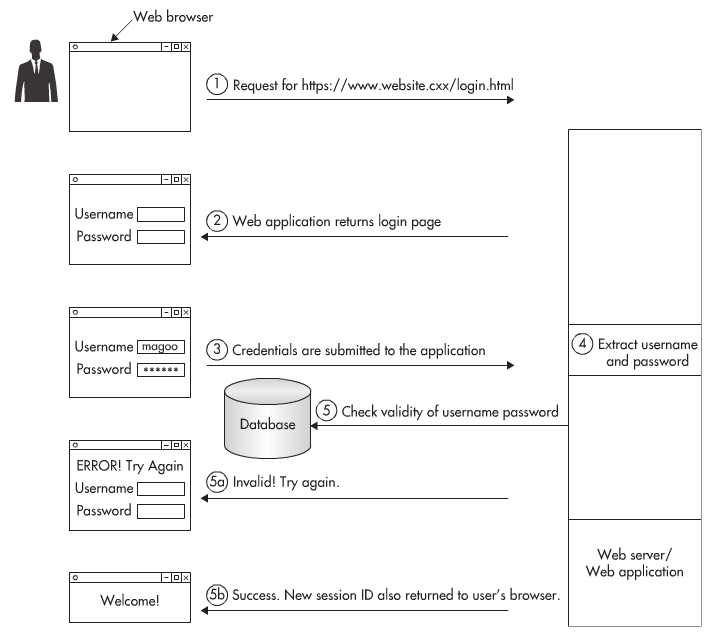 Web browser
1 Request for https://www.website.cxx/login.html
Username
Password
2 Web application returns login page
Username magoo
Password ******
3 Credentials are submitted to the application
4 Extract username
and password
Database
5 Check validity of username password
ERROR! Try Again
Username
Password
5a Invalid! Try again.
Web server/
Web application
Welcome!
5b Success. New session ID also returned to user's browser.